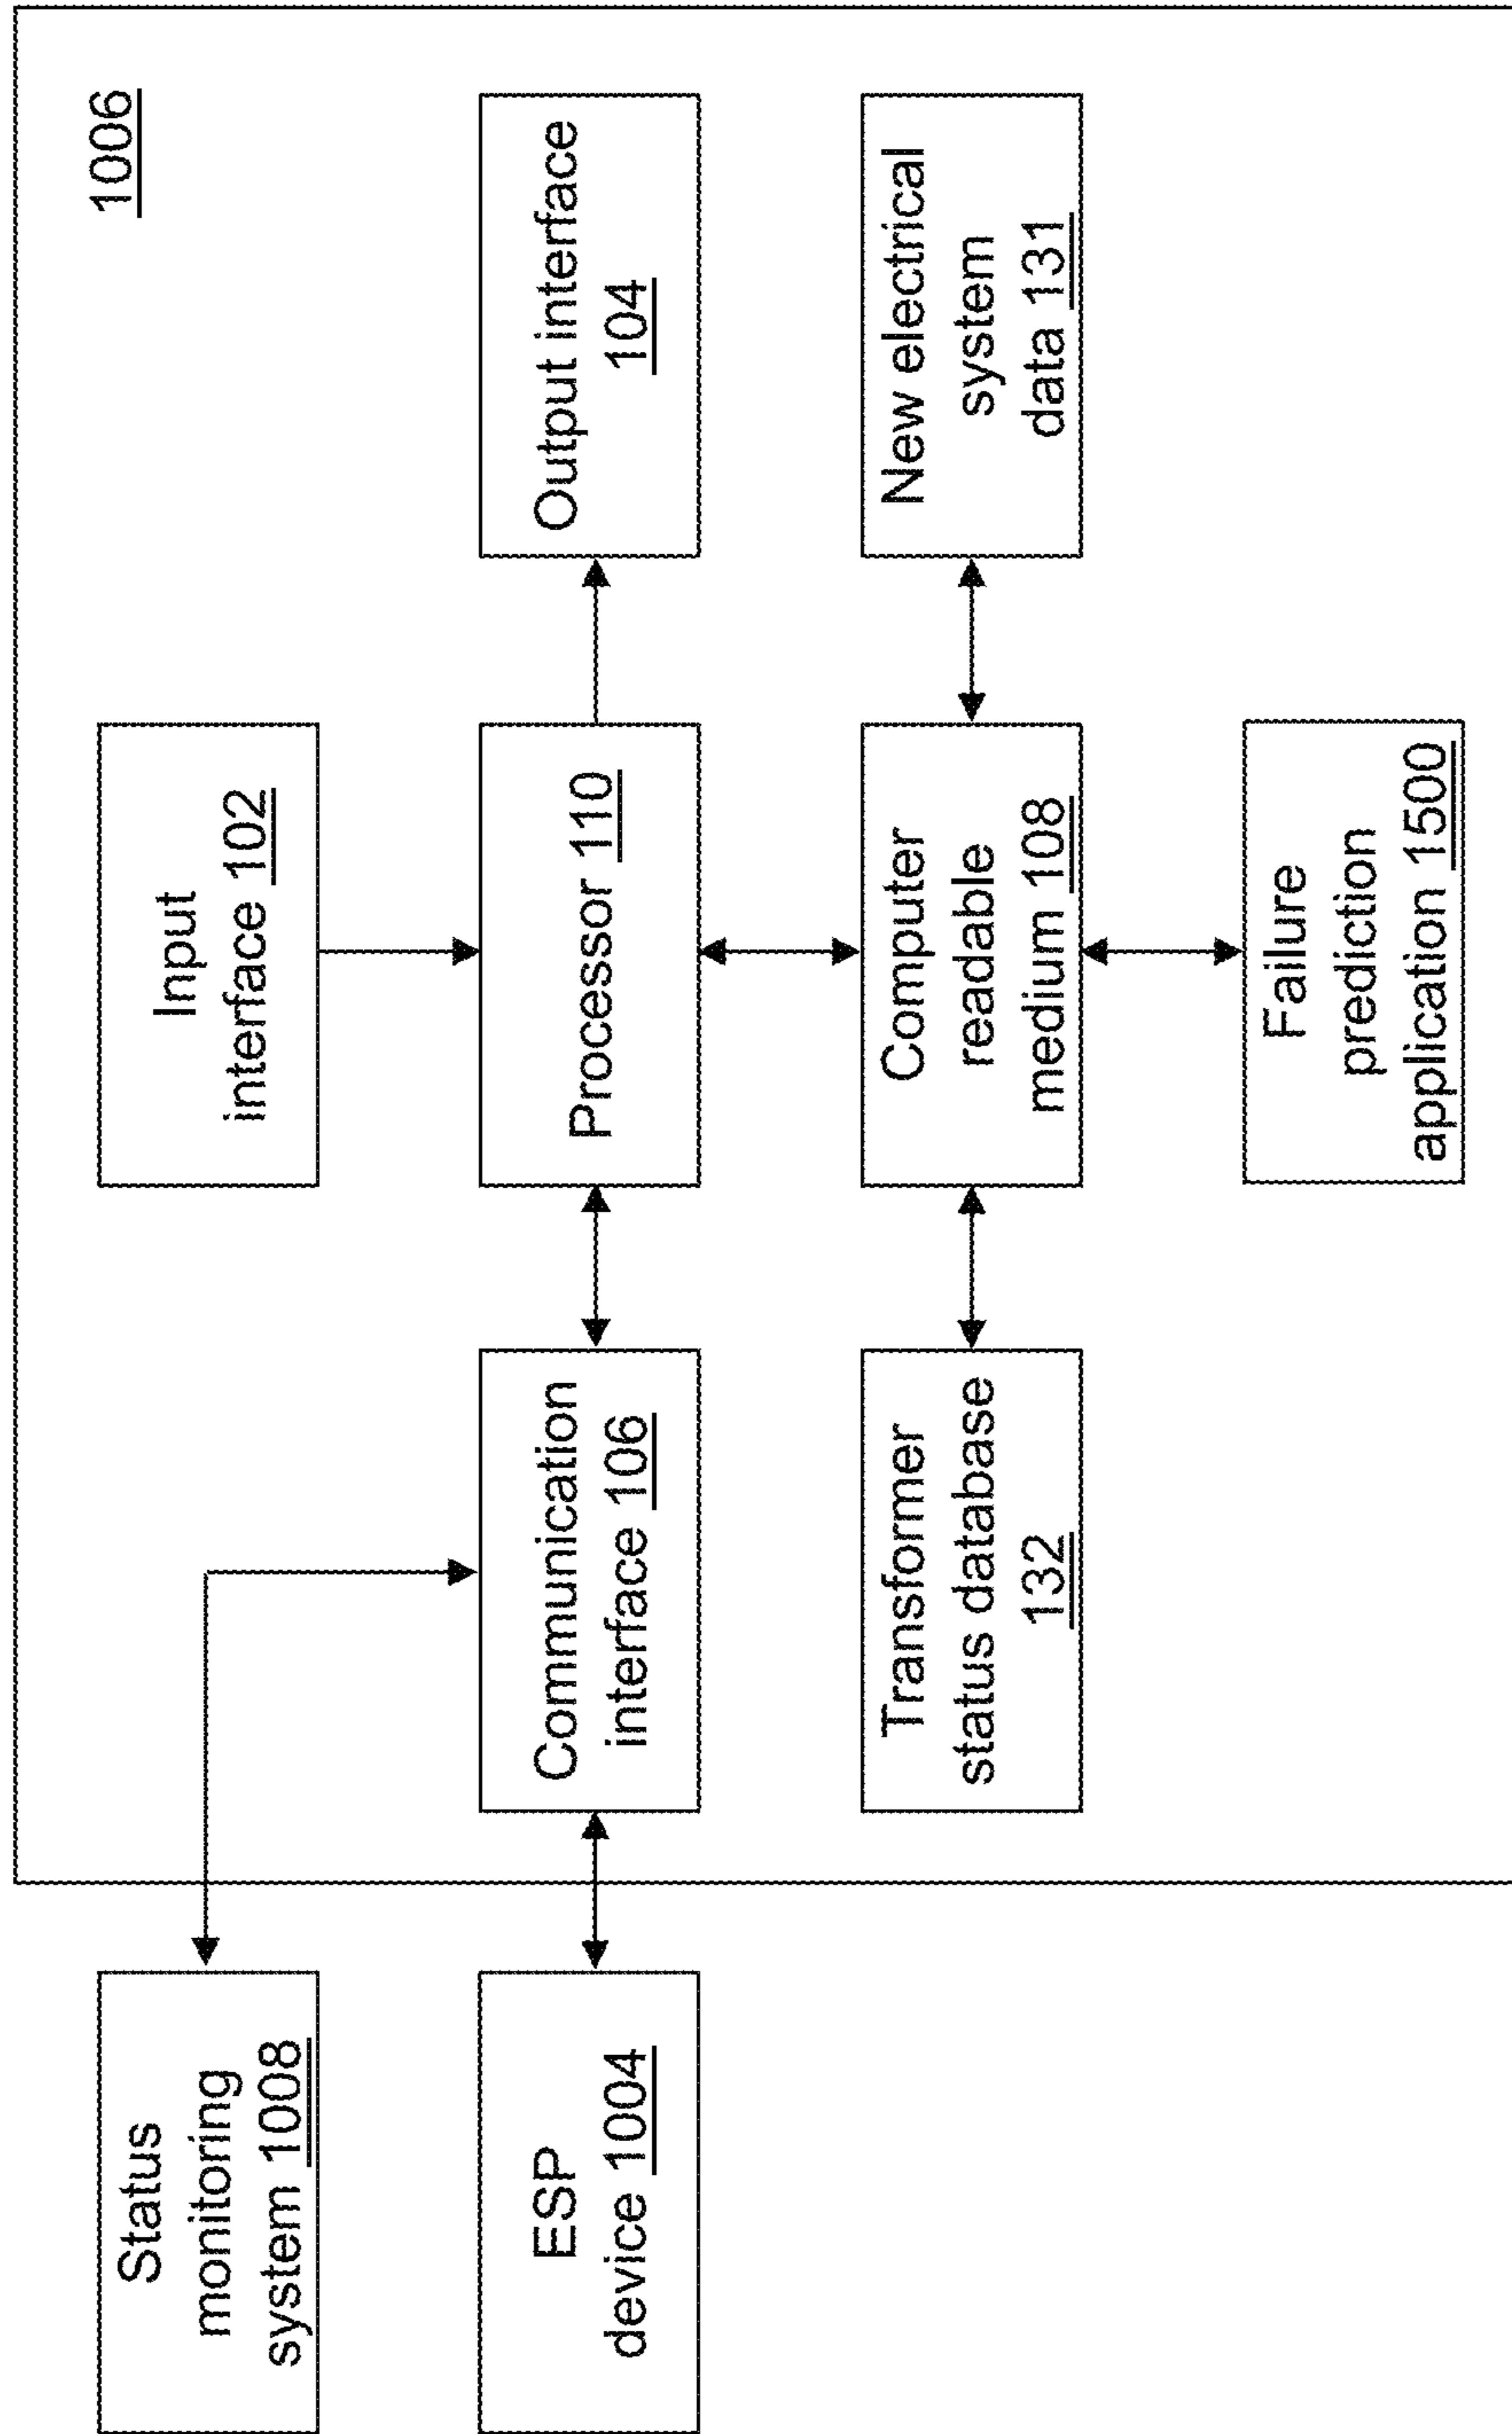 1006
Status
monitoring
system 1008
Input
interface 102
ESP
device 1004
Communication
interface 106
Processor 110
Output interface
104
Transformer
status database
132
Computer
readable
medium 108
New electrical
system
data 131
Failure
prediction
application 1500